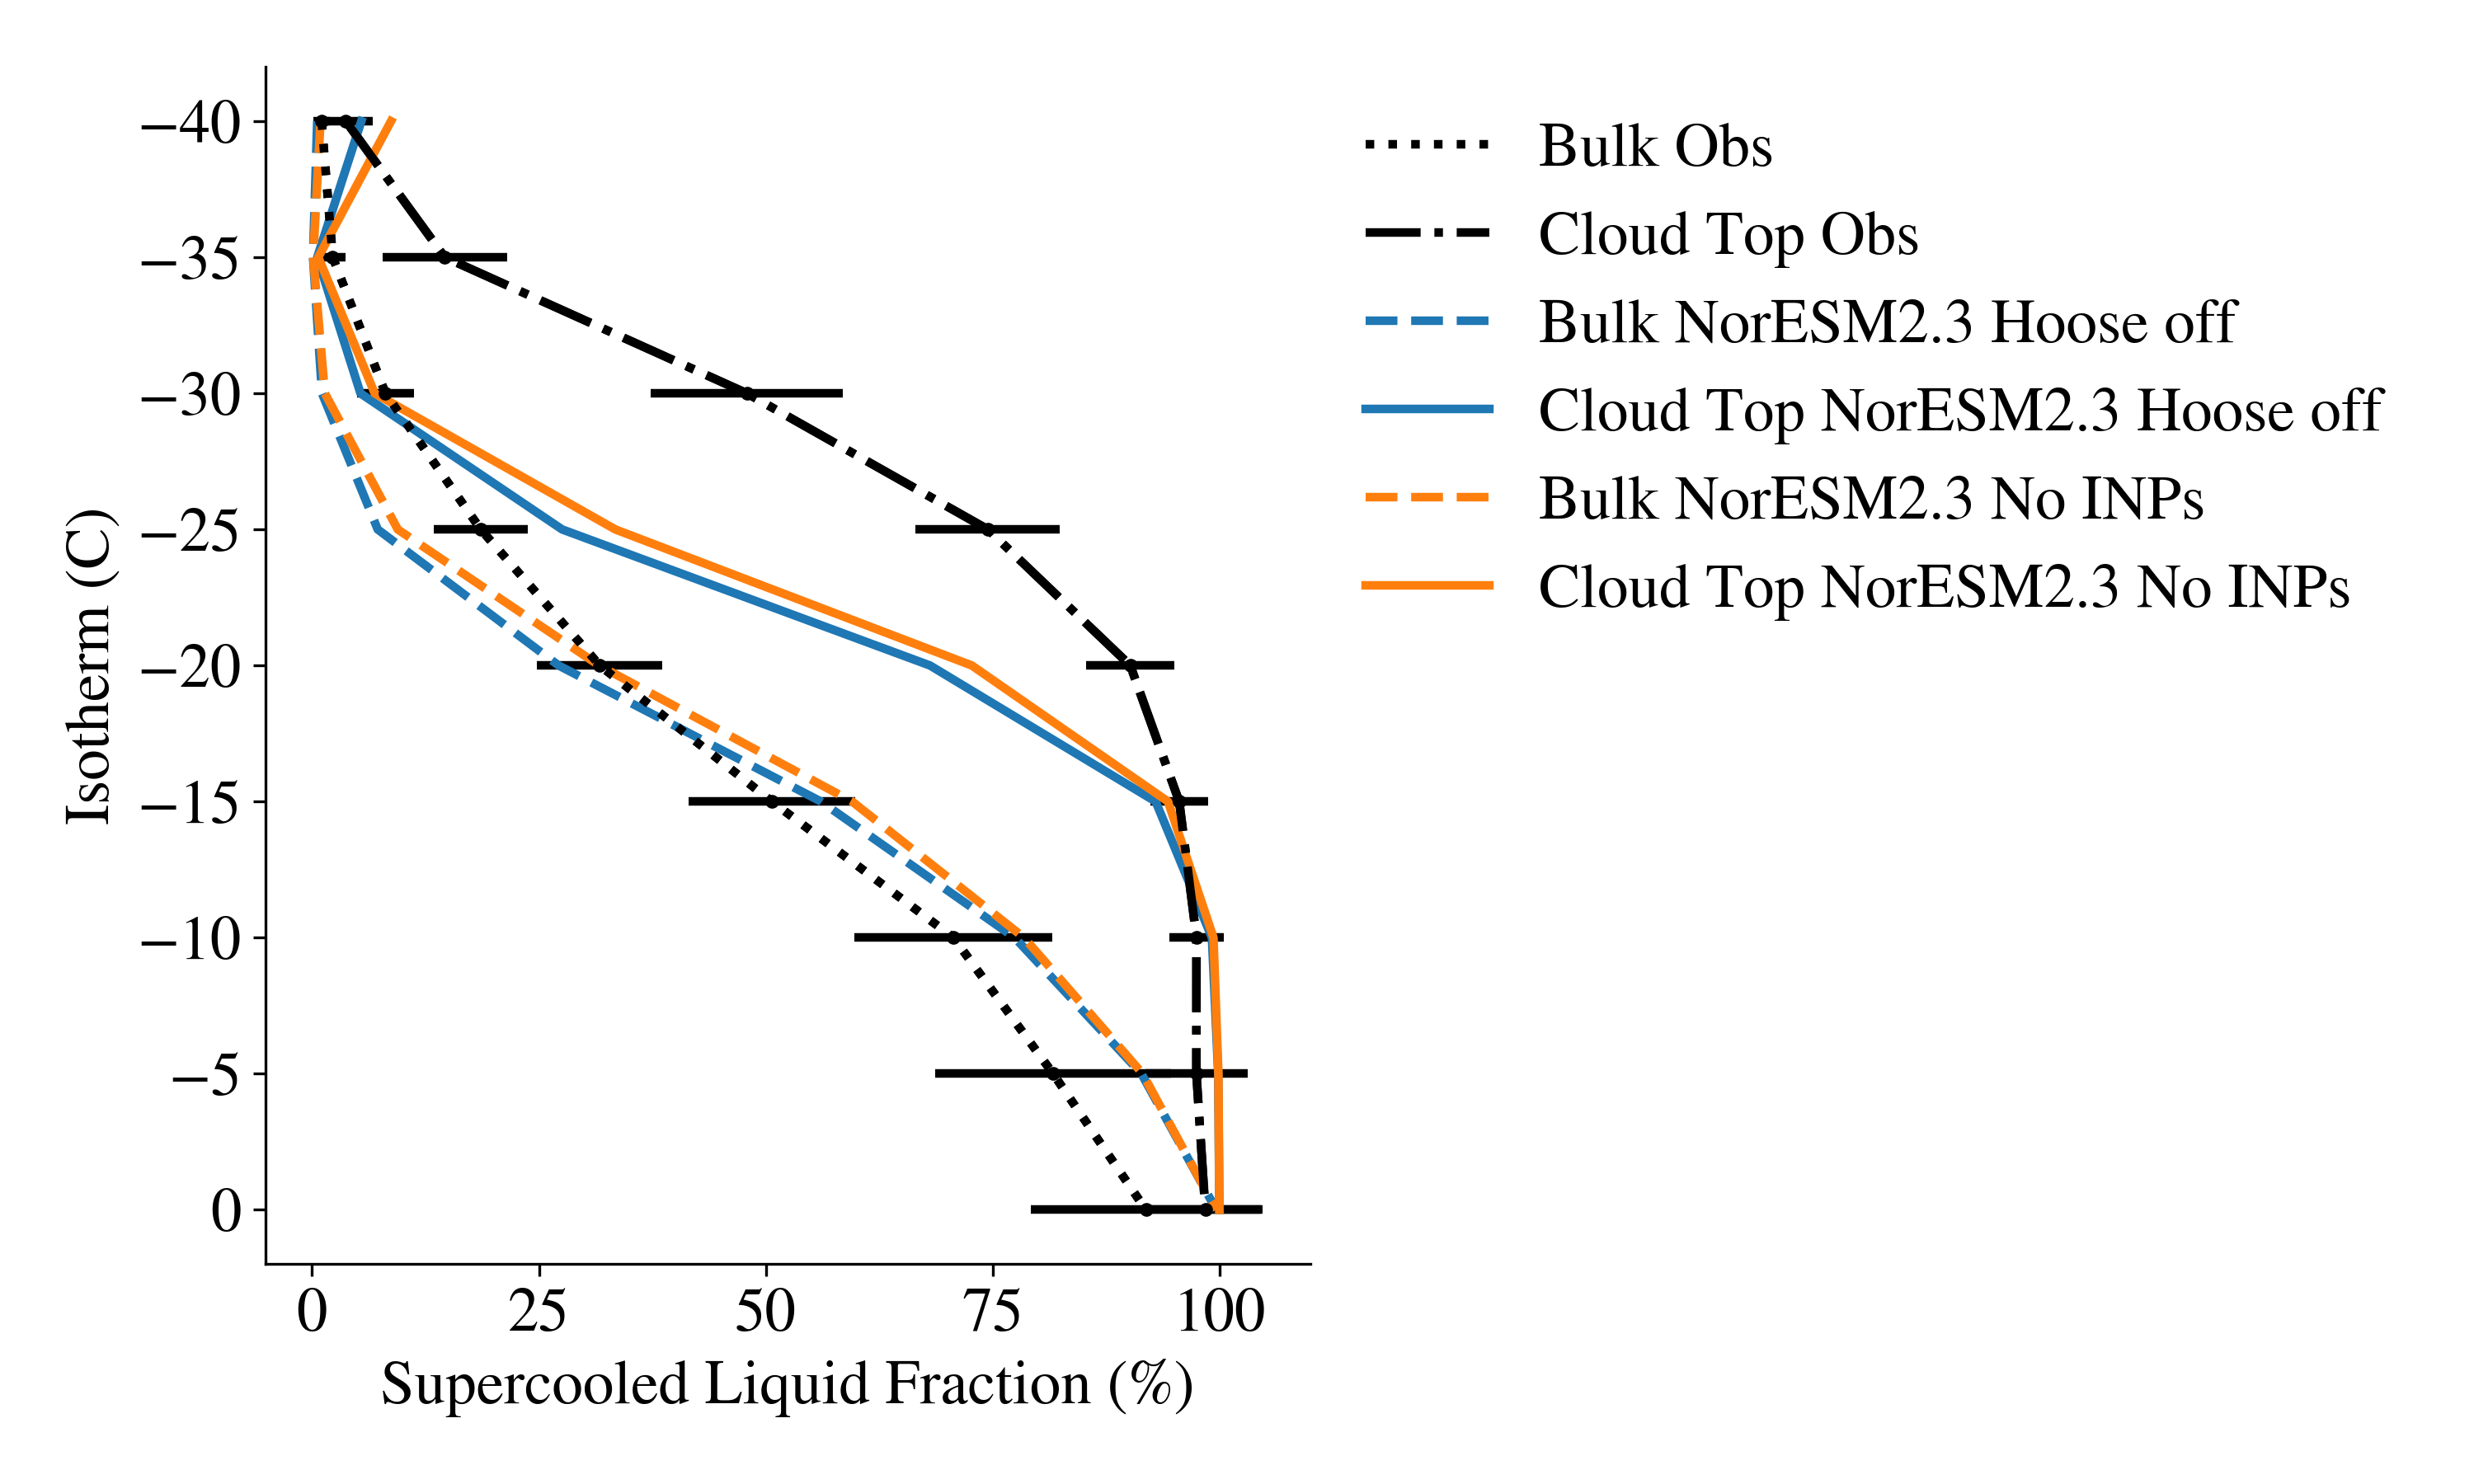 −40
−35
−30
−25
−20
−15
−10
−5
0
Isotherm (C)
0 25 50 75 100
Supercooled Liquid Fraction (%)
Bulk Obs
Cloud Top Obs
Bulk NorESM2.3 Hoose off
Cloud Top NorESM2.3 Hoose off
Bulk NorESM2.3 No INPs
Cloud Top NorESM2.3 No INPs